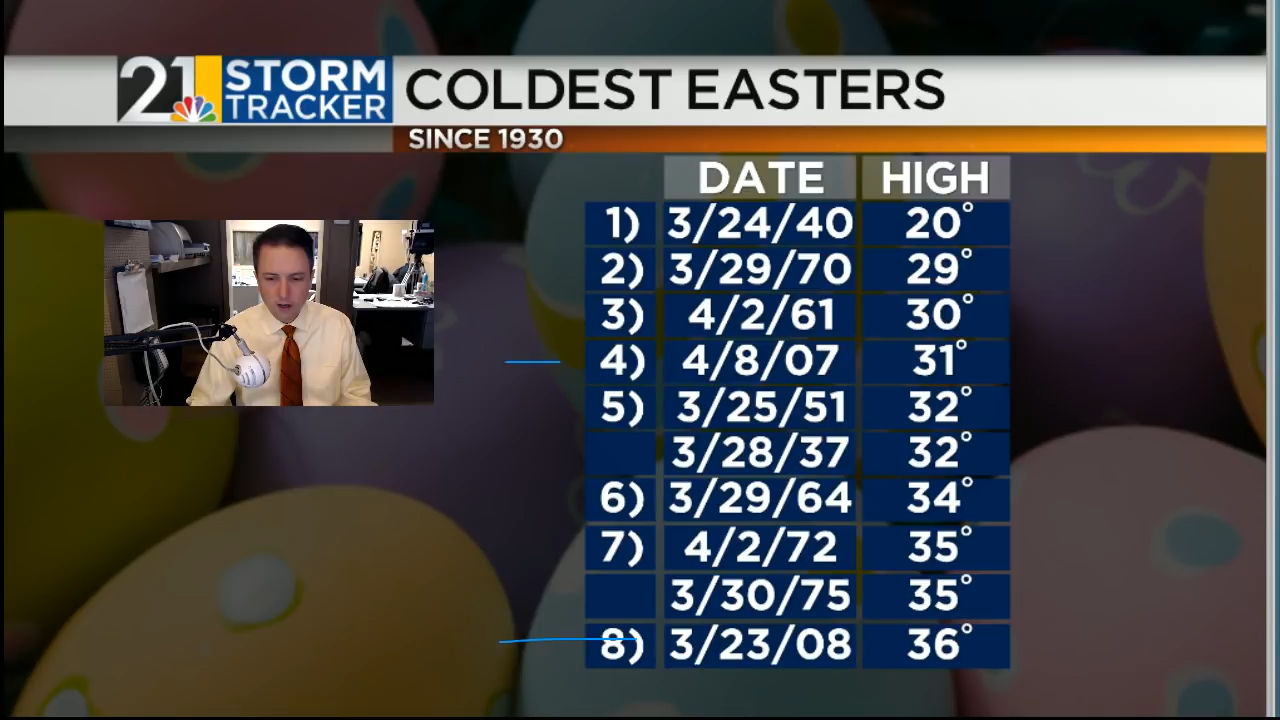 21 STORM TRACKER
COLDEST EASTERS
SINCE 1930
DATE HIGH
1) 3/24/40 20°
2) 3/29/70 29°
3) 4/2/61 30°
4) 4/8/07 31°
5) 3/25/51 32°
3/28/37 32°
6) 3/29/64 34°
7) 4/2/72 35°
3/30/75 35°
8) 3/23/08 36°